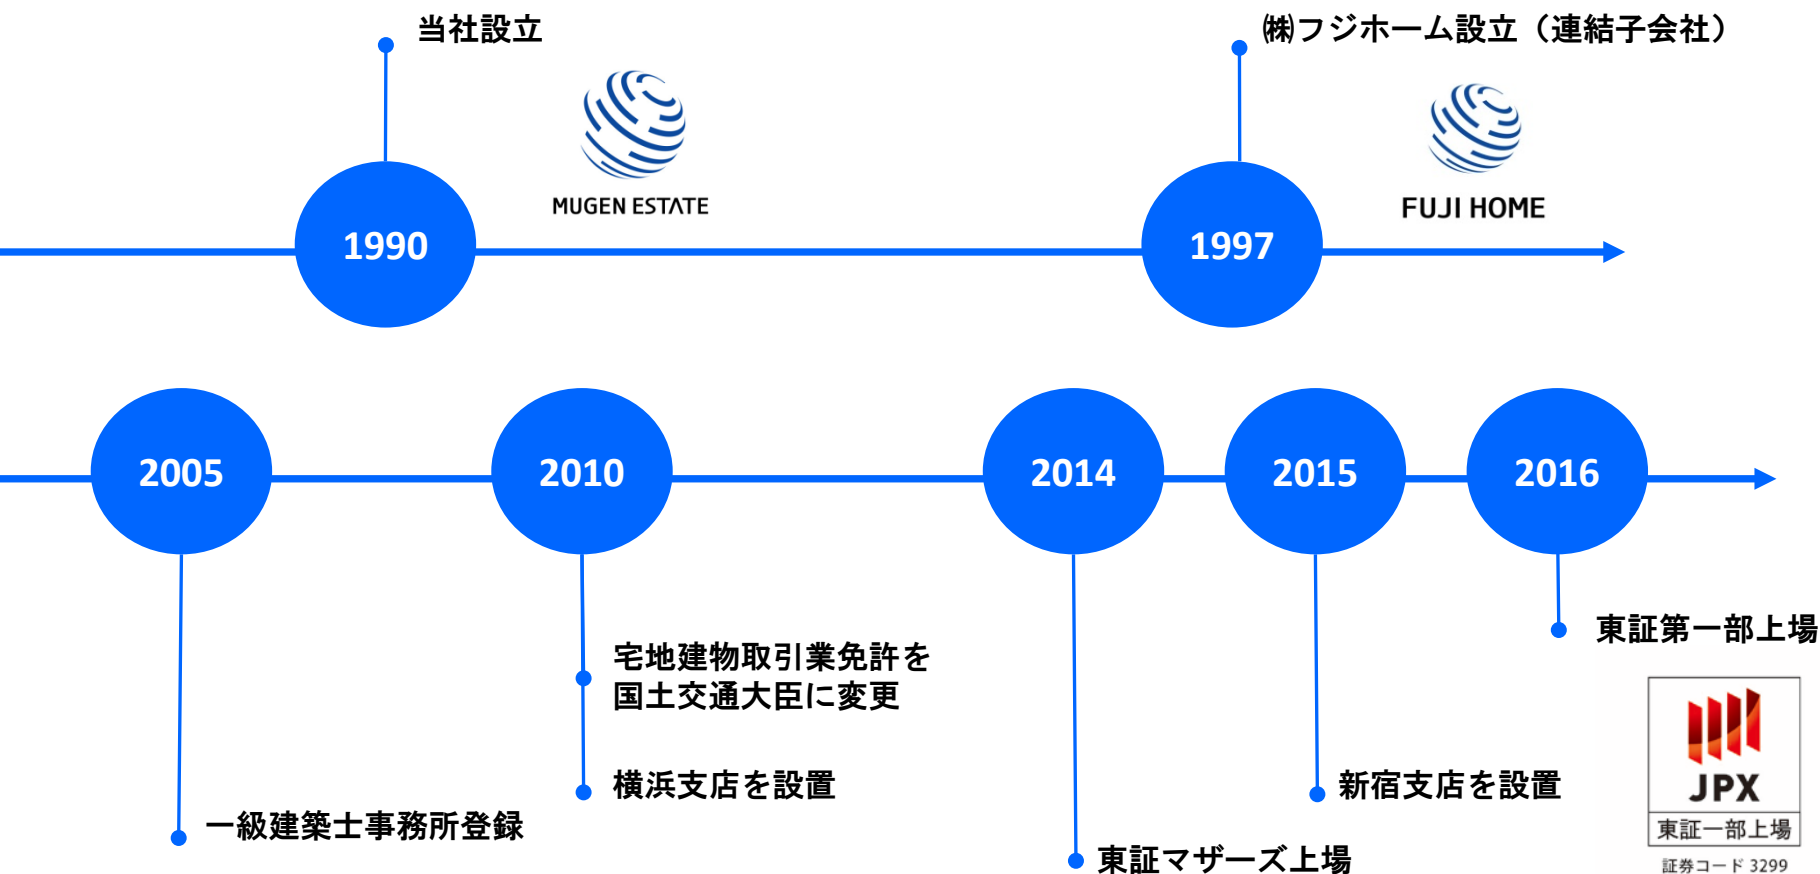 当社設立
㈱フジホーム設立（連結子会社）
MUGEN ESTATE
FUJI HOME
1990
1997
2005
2010
2014
2015
2016
東証第一部上場
宅地建物取引業免許を
国土交通大臣に変更
横浜支店を設置
新宿支店を設置
一級建築士事務所登録
東証マザーズ上場
JPX
東証一部上場
証券コード 3299